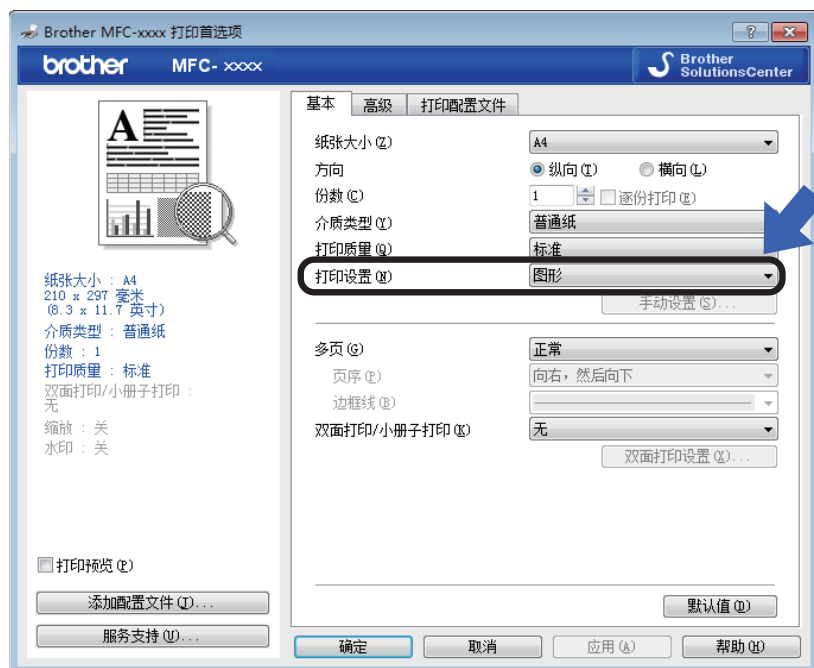 Brother MFC-xxxx 打印首选项
brother MFC- xxxx
Brother
SolutionsCenter
A
纸张大小 : A4
210 x 297 毫米
(8.3 x 11.7 英寸)
介质类型 : 普通纸
份数 : 1
打印质量 : 标准
双面打印/小册子打印 :
无
缩放 : 关
水印 : 关
打印预览(P)
添加配置文件(J)...
服务支持(U)...
基本 高级 打印配置文件
纸张大小(Z) A4
方向 纵向(T) 横向(L)
份数(C) 1 逐份打印(E)
介质类型(Y) 普通纸
打印质量(Q) 标准
打印设置(N) 图形
手动设置(S)...
多页(G) 正常
页序(P) 向右，然后向下
边框线(B)
双面打印/小册子打印(K) 无
双面打印设置(X)...
默认值(D)
确定 取消 应用(A) 帮助(H)